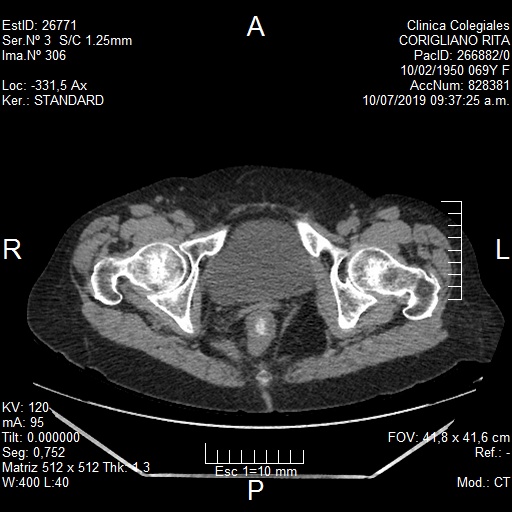 EstID: 26771
Ser.Nº 3 S/C 1.25mm
Ima.Nº 306
Loc: -331,5 Ax
Ker.: STANDARD
A
Clinica Colegiales
CORIGLIANO RITA
PacID: 266882/0
10/02/1950 069Y F
AccNum: 828381
10/07/2019 09:37:25 a.m.
R
L
KV: 120
mA: 95
Tilt: 0.000000
Seg: 0,752
Matriz 512 x 512 Thk: 1.3
W:400 L:40
Esc 1=10 mm
P
FOV: 41,8 x 41,6 cm
Ref.: -
Mod.: CT